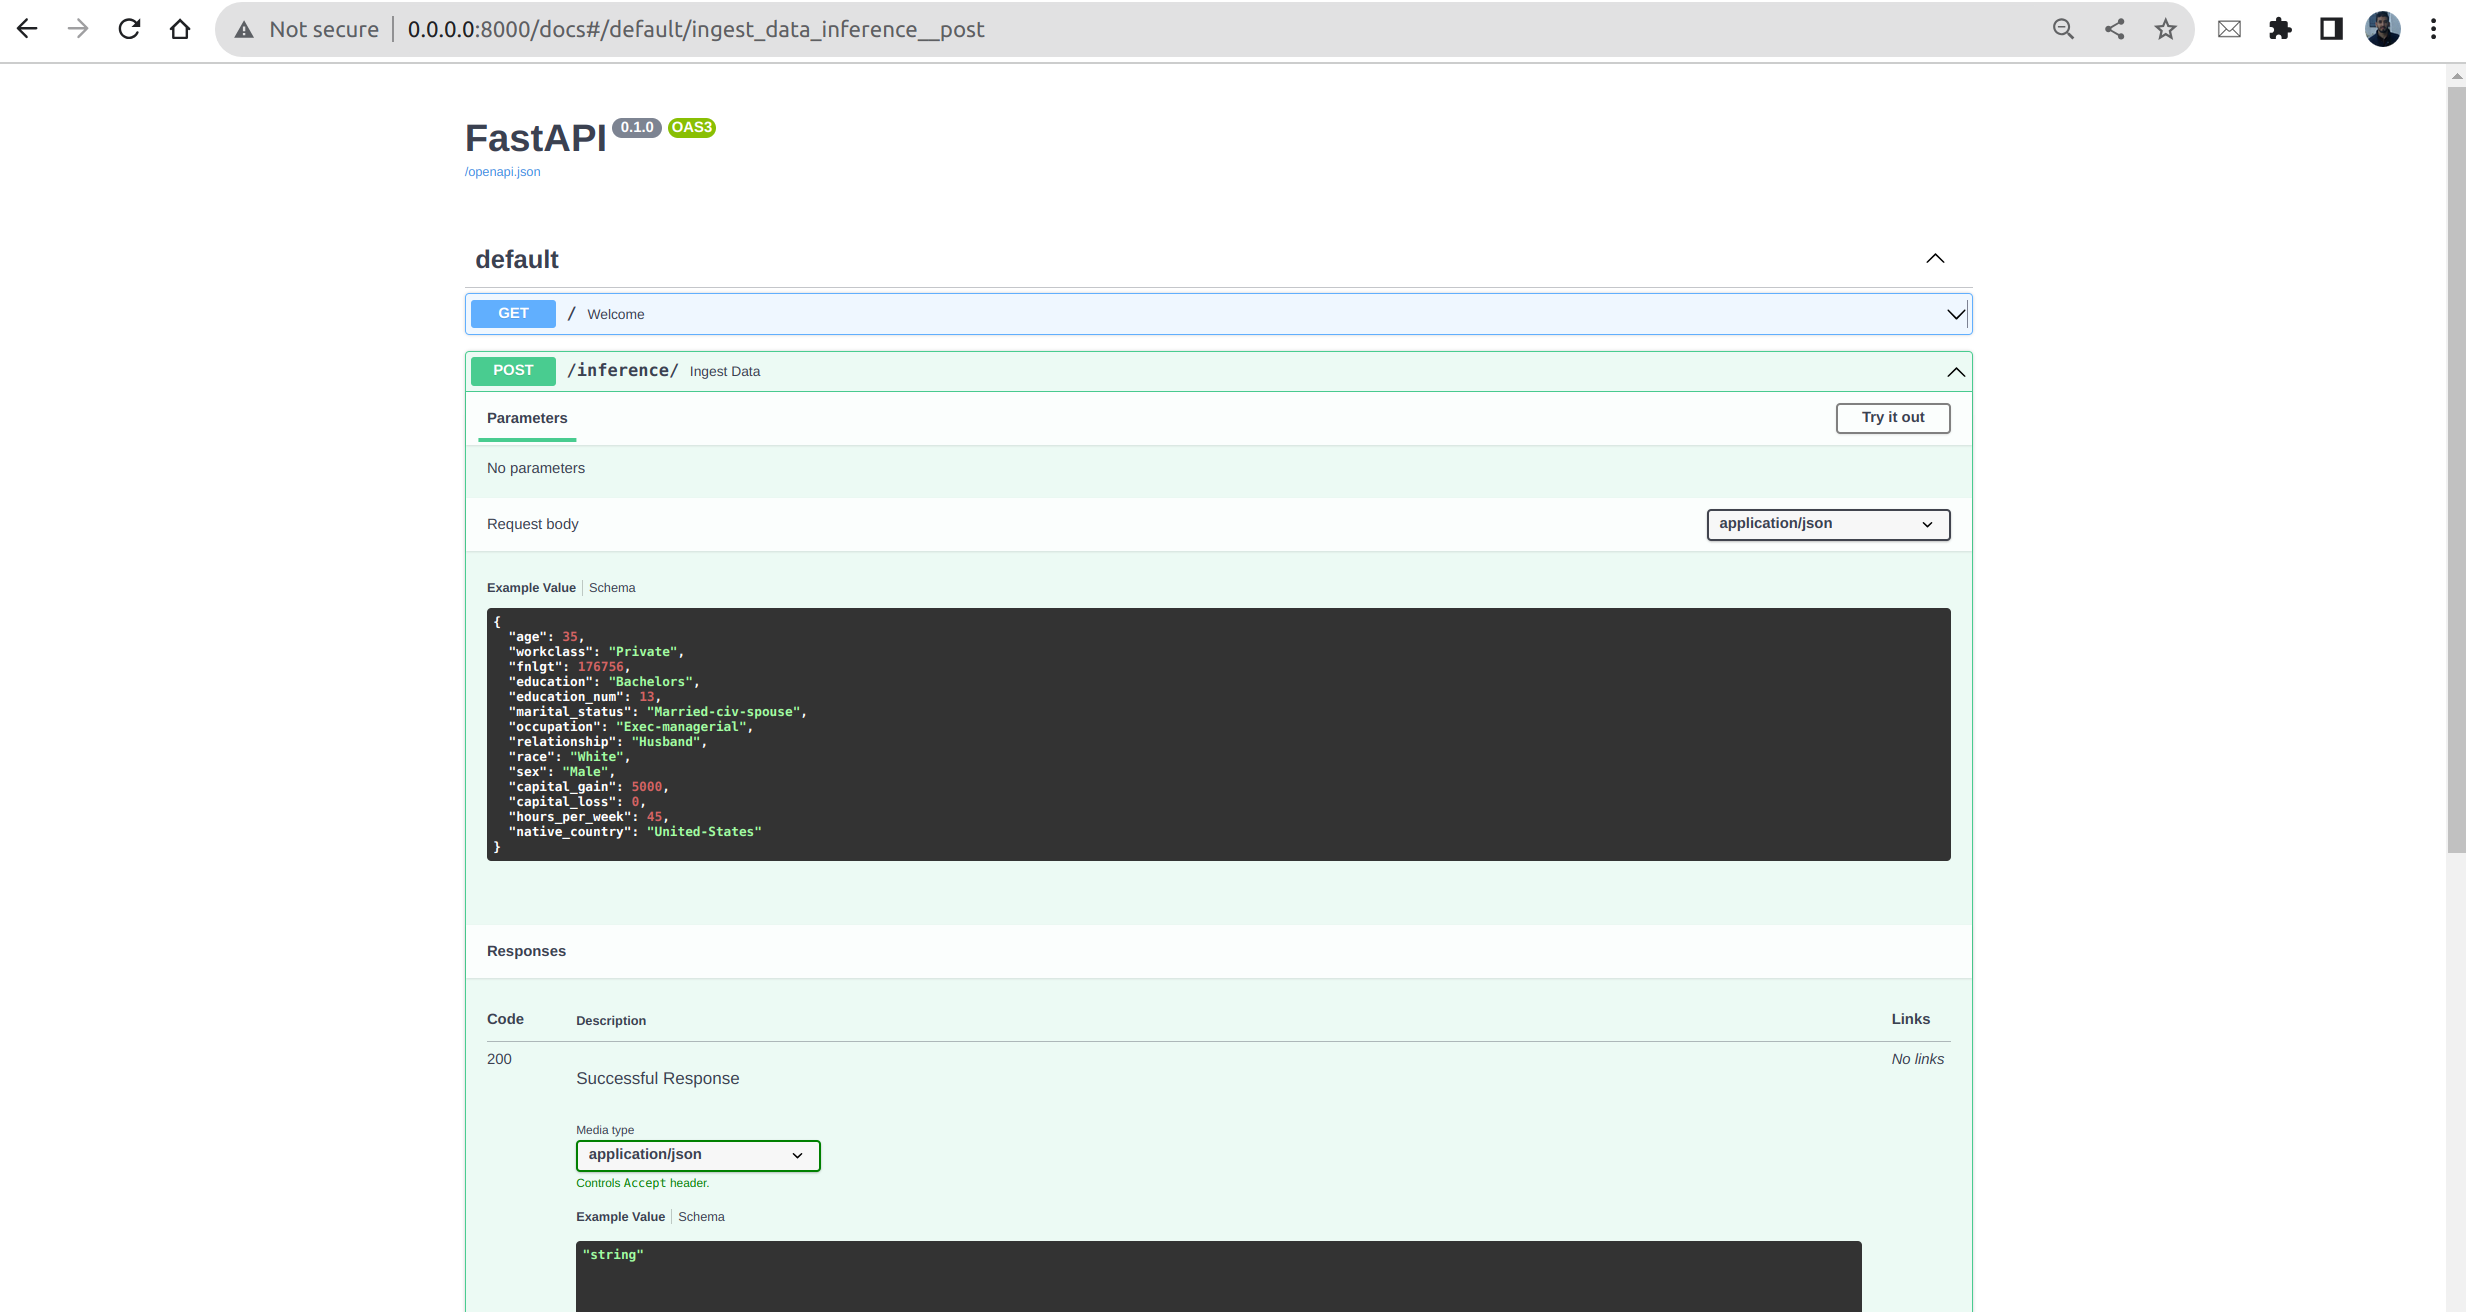 Not secure 0.0.0.0:8000/docs#/default/ingest_data_inference__post
FastAPI 0.1.0 OAS3
/openapi.json
default
GET / Welcome
POST /inference/ Ingest Data
Parameters Try it out
No parameters
Request body application/json
Example Value Schema
{
"age": 35,
"workclass": "Private",
"fnlgt": 176756,
"education": "Bachelors",
"education_num": 13,
"marital_status": "Married-civ-spouse",
"occupation": "Exec-managerial",
"relationship": "Husband",
"race": "White",
"sex": "Male",
"capital_gain": 5000,
"capital_loss": 0,
"hours_per_week": 45,
"native_country": "United-States"
}
Responses
Code Description Links
200 No links
Successful Response
Media type
application/json
Controls Accept header.
Example Value Schema
"string"